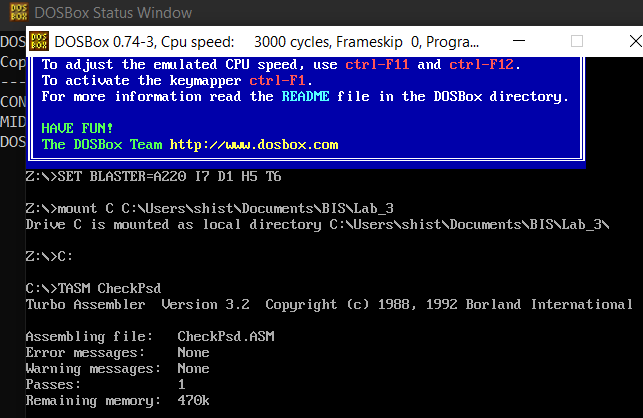 DOSBox Status Window
DOSBox 0.74-3, Cpu speed:    3000 cycles, Frameskip  0, Progra...
DOS
Cop
---
CON
MID
DOS
To adjust the emulated CPU speed, use ctrl-F11 and ctrl-F12.
To activate the keymapper ctrl-F1.
For more information read the README file in the DOSBox directory.
HAVE FUN!
The DOSBox Team http://www.dosbox.com
Z:\>SET BLASTER=A220 I7 D1 H5 T6
Z:\>mount C C:\Users\shist\Documents\BIS\Lab_3
Drive C is mounted as local directory C:\Users\shist\Documents\BIS\Lab_3\
Z:\>C:
C:\>TASM CheckPsd
Turbo Assembler  Version 3.2  Copyright (c) 1988, 1992 Borland International
Assembling file:   CheckPsd.ASM
Error messages:    None
Warning messages:  None
Passes:            1
Remaining memory:  470k